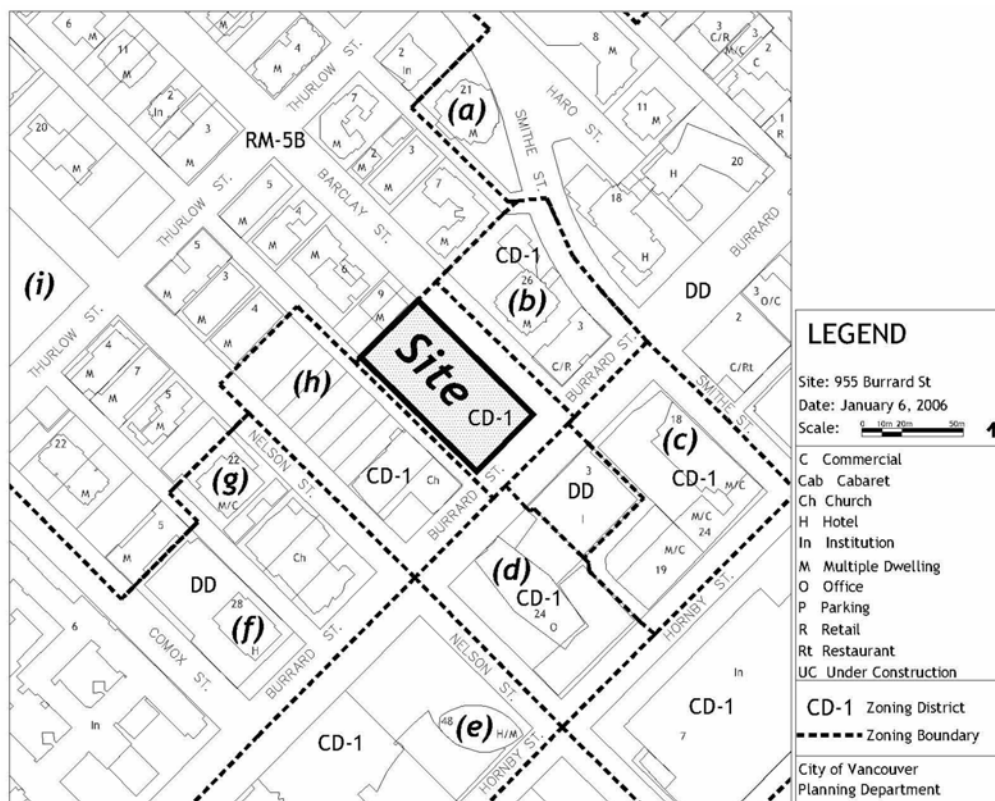 6
M
11
M
4
M
THURLOW ST.
2
In
8
M
3
C/R
M/C
3
2
C
1
R
2
In
3
M
20
M
RM-5B
7
M
2
M
3
M
21
(a)
M
SMITHE ST.
HARO ST.
11
M
H
20
18
H
BURRARD
5
M
4
M
BARCLAY ST.
7
M
THURLOW ST.
5
M
3
M
4
M
M
6
9
M
CD-1
26
(b)
M
3
C/R
DD
3
O/C
2
C/Rt
(i)
THURLOW ST.
4
M
7
M
5
M
(h)
Site
CD-1
BURRARD ST.
SMITHE ST.
18
(c)
CD-1
M/C
M/C
24
M/C
19
22
M
NELSON ST.
22
(g)
M/C
CD-1
Ch
BURRARD ST.
3
DD
I
5
M
Ch
(d)
CD-1
24
O
HORNBY ST.
DD
28
(f)
H
6
COMOX ST.
BURRARD ST.
NELSON ST.
In
In
CD-1
7
CD-1
48
(e)
H/M
HORNBY ST.
LEGEND
Site: 955 Burrard St
Date: January 6, 2006
Scale: 0 10m 20m 50m
C Commercial
Cab Cabaret
Ch Church
H Hotel
In Institution
M Multiple Dwelling
O Office
P Parking
R Retail
Rt Restaurant
UC Under Construction
CD-1 Zoning District
Zoning Boundary
City of Vancouver
Planning Department